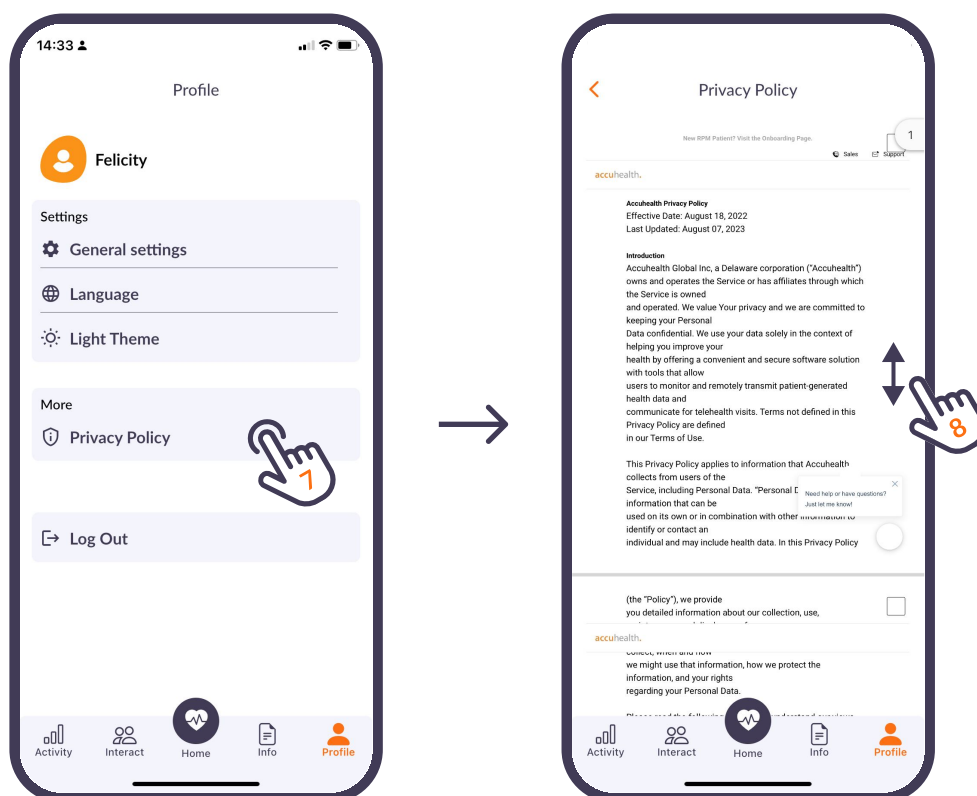 14:33
Profile
Felicity
Settings
General settings
Language
Light Theme
More
Privacy Policy
7
Log Out
Activity
Interact
Home
Info
Profile
Privacy Policy
1
New RPM Patient? Visit the Onboarding Page.
Sales
Support
accuhealth.
Accuhealth Privacy Policy
Effective Date: August 18, 2022
Last Updated: August 07, 2023
Introduction
Accuhealth Global Inc, a Delaware corporation ("Accuhealth")
owns and operates the Service or has affiliates through which
the Service is owned
and operated. We value Your privacy and we are committed to
keeping your Personal
Data confidential. We use your data solely in the context of
helping you improve your
health by offering a convenient and secure software solution
with tools that allow
users to monitor and remotely transmit patient-generated
health data and
communicate for telehealth visits. Terms not defined in this
Privacy Policy are defined
in our Terms of Use.
8
This Privacy Policy applies to information that Accuhealth
collects from users of the
Service, including Personal Data. "Personal D
information that can be
used on its own or in combination with other information to
identify or contact an
individual and may include health data. In this Privacy Policy
Need help or have questions?
Just let me know!
(the "Policy"), we provide
you detailed information about our collection, use,
accuhealth.
collect, when and how
we might use that information, how we protect the
information, and your rights
regarding your Personal Data.
Please read the following
Activity
Interact
Home
Info
Profile